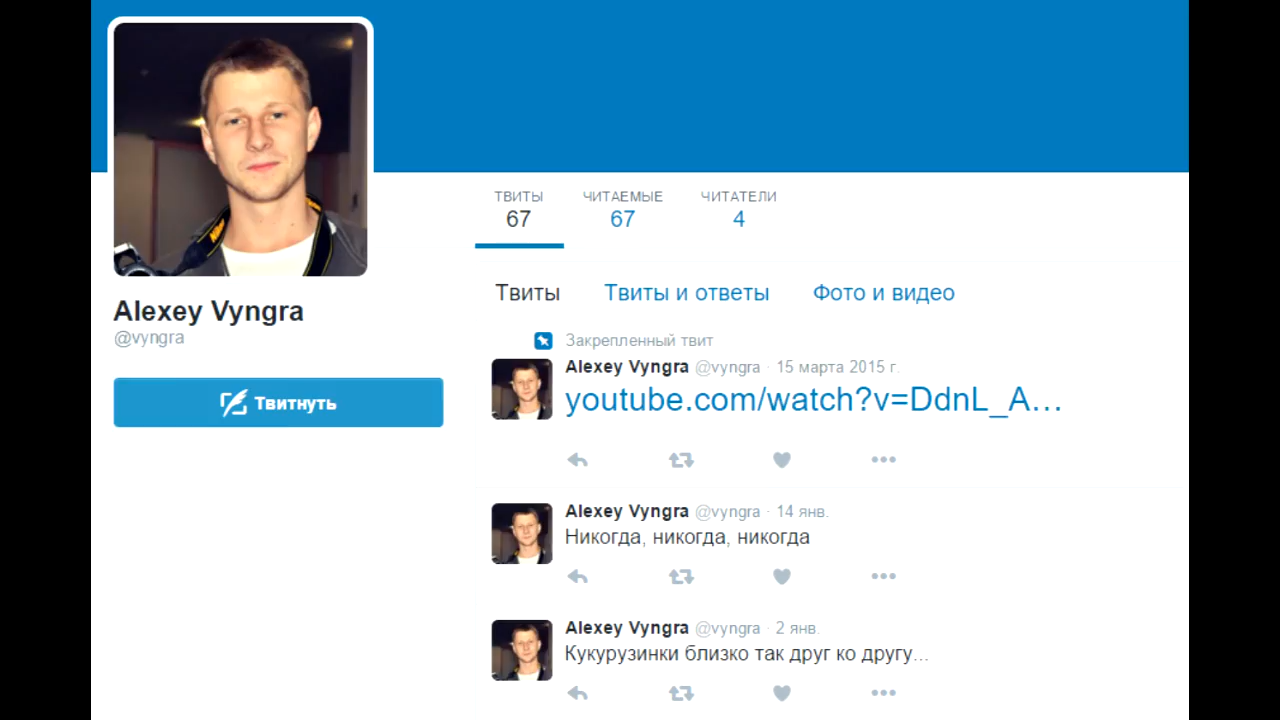 Alexey Vyngra
@vyngra
Твитнуть
ТВИТЫ ЧИТАЕМЫЕ ЧИТАТЕЛИ
67 67 4
Твиты Твиты и ответы Фото и видео
Закрепленный твит
Alexey Vyngra @vyngra · 15 марта 2015 г.
youtube.com/watch?v=DdnL_A…
Alexey Vyngra @vyngra · 14 янв.
Никогда, никогда, никогда
Alexey Vyngra @vyngra · 2 янв.
Кукурузинки близко так друг ко другу...